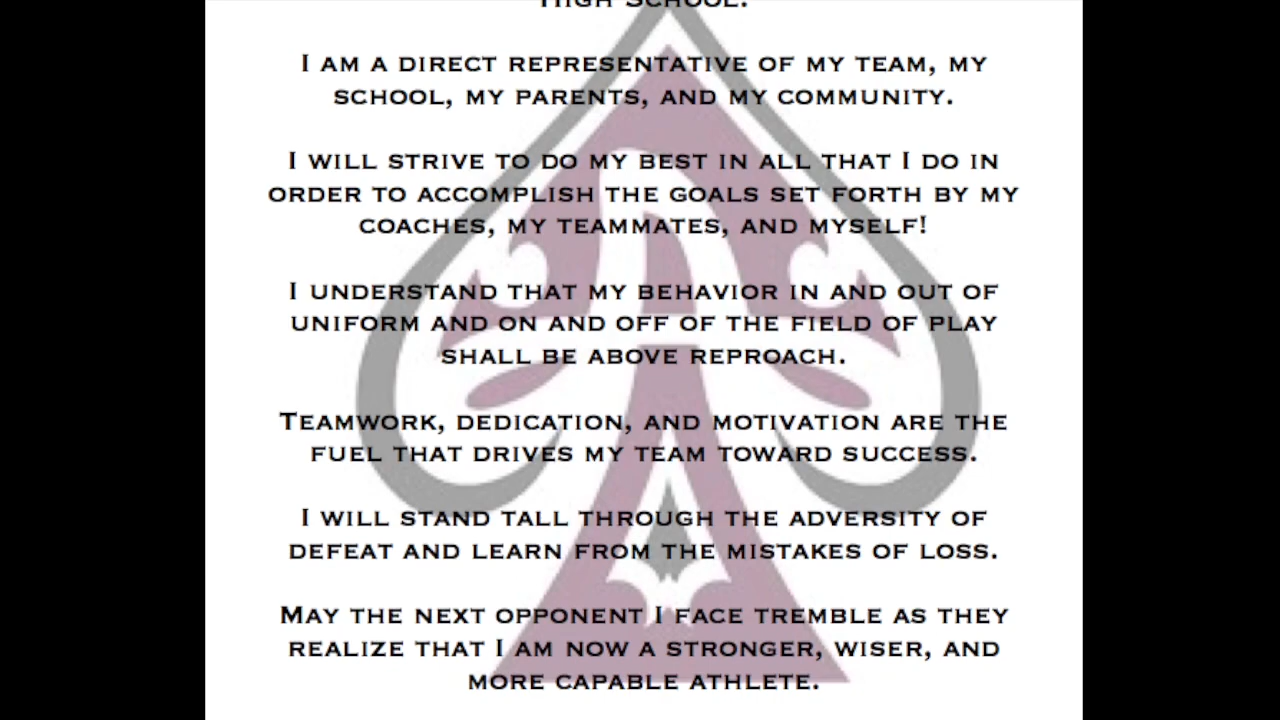 High School.
I am a direct representative of my team, my
school, my parents, and my community.
I will strive to do my best in all that I do in
order to accomplish the goals set forth by my
coaches, my teammates, and myself!
I understand that my behavior in and out of
uniform and on and off of the field of play
shall be above reproach.
Teamwork, dedication, and motivation are the
fuel that drives my team toward success.
I will stand tall through the adversity of
defeat and learn from the mistakes of loss.
May the next opponent I face tremble as they
realize that I am now a stronger, wiser, and
more capable athlete.